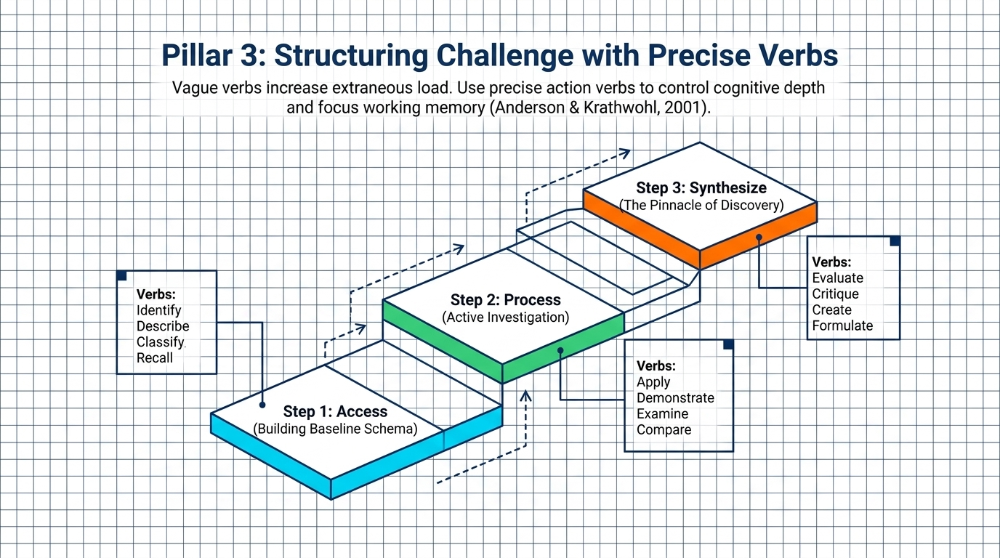 Pillar 3: Structuring Challenge with Precise Verbs
Vague verbs increase extraneous load. Use precise action verbs to control cognitive depth
and focus working memory (Anderson & Krathwohl, 2001).
Step 3: Synthesize
(The Pinnacle of Discovery)
Verbs:
Evaluate
Critique
Create
Formulate
Step 2: Process
(Active Investigation)
Verbs:
Apply
Demonstrate
Examine
Compare
Verbs:
Identify
Describe
Classify.
Recall
Step 1: Access
(Building Baseline Schema)